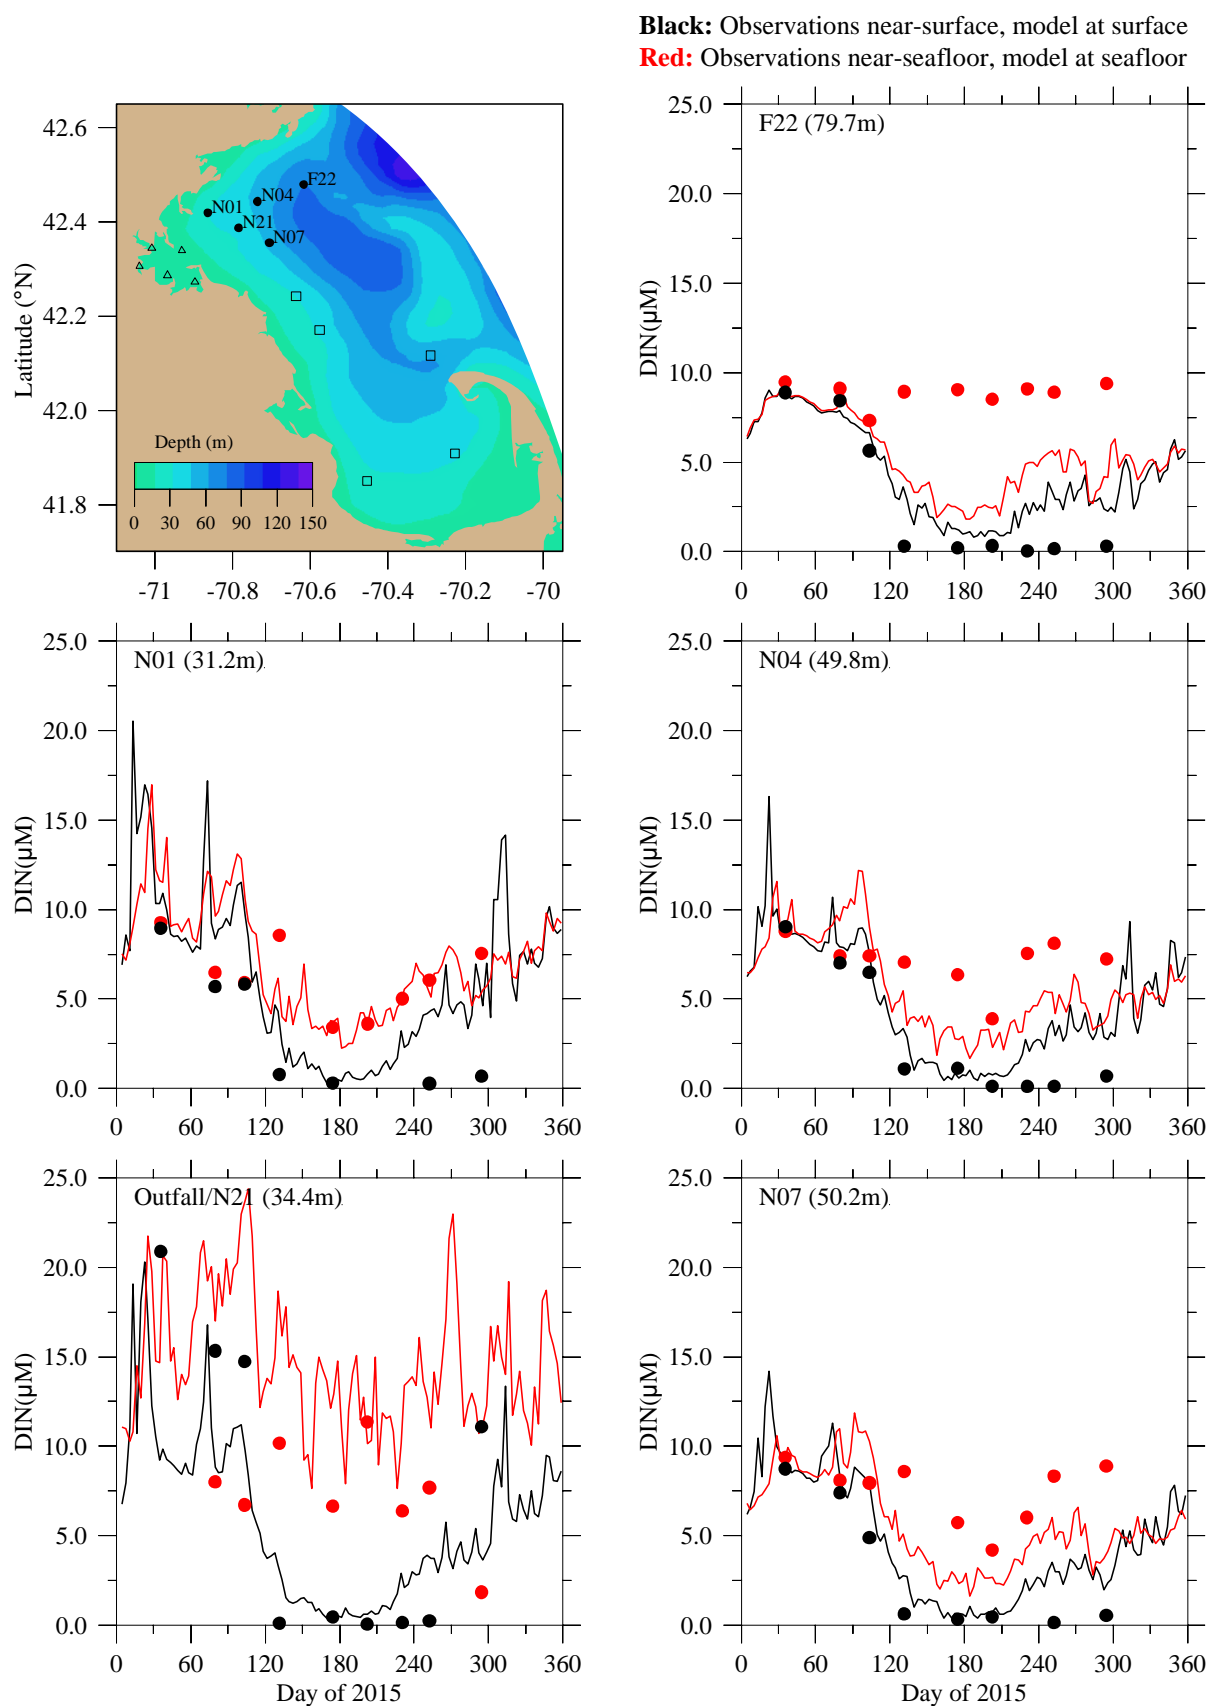 Black: Observations near-surface, model at surface
Red: Observations near-seafloor, model at seafloor
42.6
42.4
42.2
42.0
41.8
Latitude (°N)
F22
N04
N01
N21
N07
Depth (m)
0 30 60 90 120 150
-71 -70.8 -70.6 -70.4 -70.2 -70
F22 (79.7m)
25.0
20.0
15.0
10.0
5.0
0.0
DIN(µM)
0 60 120 180 240 300 360
N01 (31.2m)
25.0
20.0
15.0
10.0
5.0
0.0
DIN(µM)
0 60 120 180 240 300 360
N04 (49.8m)
25.0
20.0
15.0
10.0
5.0
0.0
DIN(µM)
0 60 120 180 240 300 360
Outfall/N21 (34.4m)
25.0
20.0
15.0
10.0
5.0
0.0
DIN(µM)
0 60 120 180 240 300 360
Day of 2015
N07 (50.2m)
25.0
20.0
15.0
10.0
5.0
0.0
DIN(µM)
0 60 120 180 240 300 360
Day of 2015